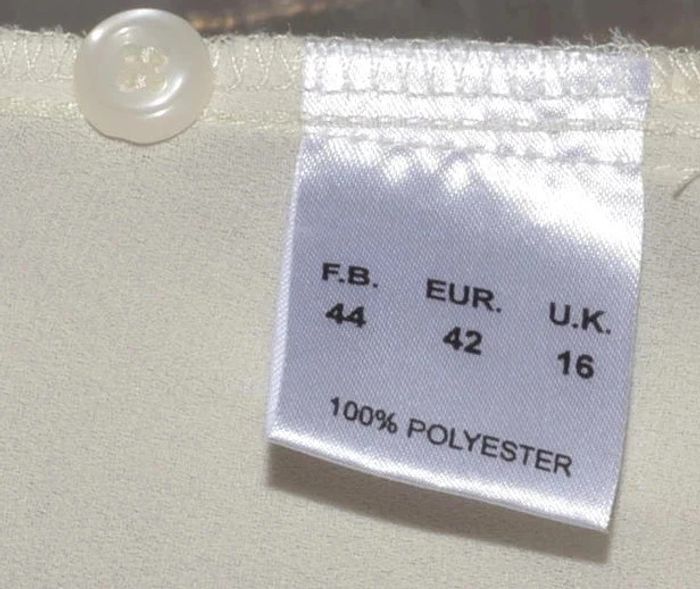 F.B. EUR. U.K.
44 42 16
100% POLYESTER